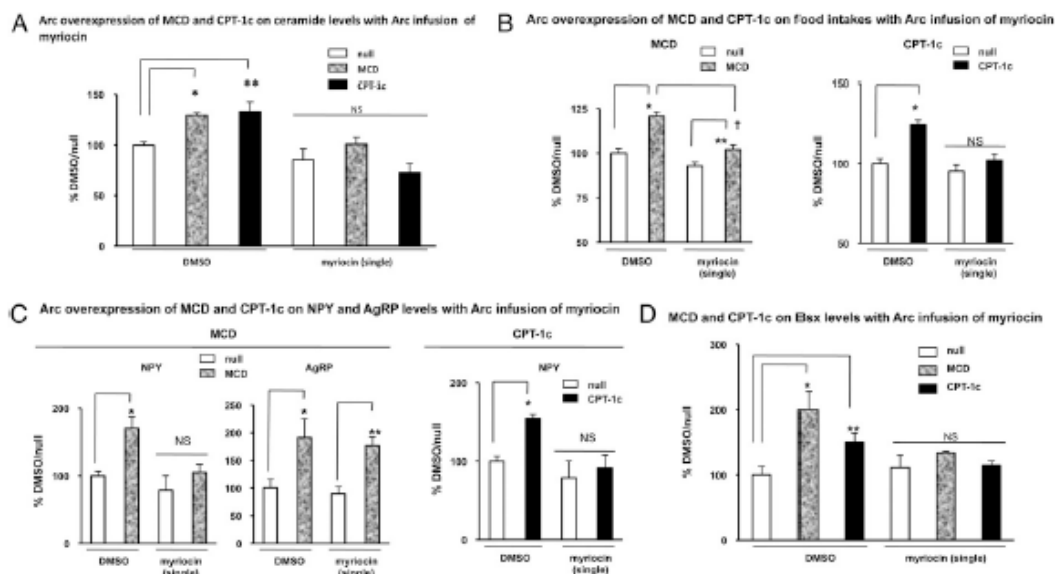 A Arc overexpression of MCD and CPT-1c on ceramide levels with Arc infusion of
myriocin
null
MCD
CPT-1c
% DMSO/null
150
100
50
0
*
**
NS
DMSO
myriocin (single)
B Arc overexpression of MCD and CPT-1c on food intakes with Arc infusion of myriocin
MCD
null
MCD
% DMSO/null
125
100
75
50
*
**
†
DMSO
myriocin
(single)
CPT-1c
null
CPT-1c
% DMSO/null
150
100
50
*
NS
DMSO
myriocin
(single)
C Arc overexpression of MCD and CPT-1c on NPY and AgRP levels with Arc infusion of myriocin
MCD
null
MCD
NPY
% DMSO/null
200
100
0
*
NS
DMSO
myriocin
(single)
AgRP
250
200
150
100
50
0
*
**
DMSO
myriocin
(single)
CPT-1c
NPY
null
CPT-1c
% DMSO/null
200
100
0
*
NS
DMSO
myriocin
(single)
D MCD and CPT-1c on Bsx levels with Arc infusion of myriocin
null
MCD
CPT-1c
% DMSO/null
300
200
100
0
*
**
NS
DMSO
myriocin (single)